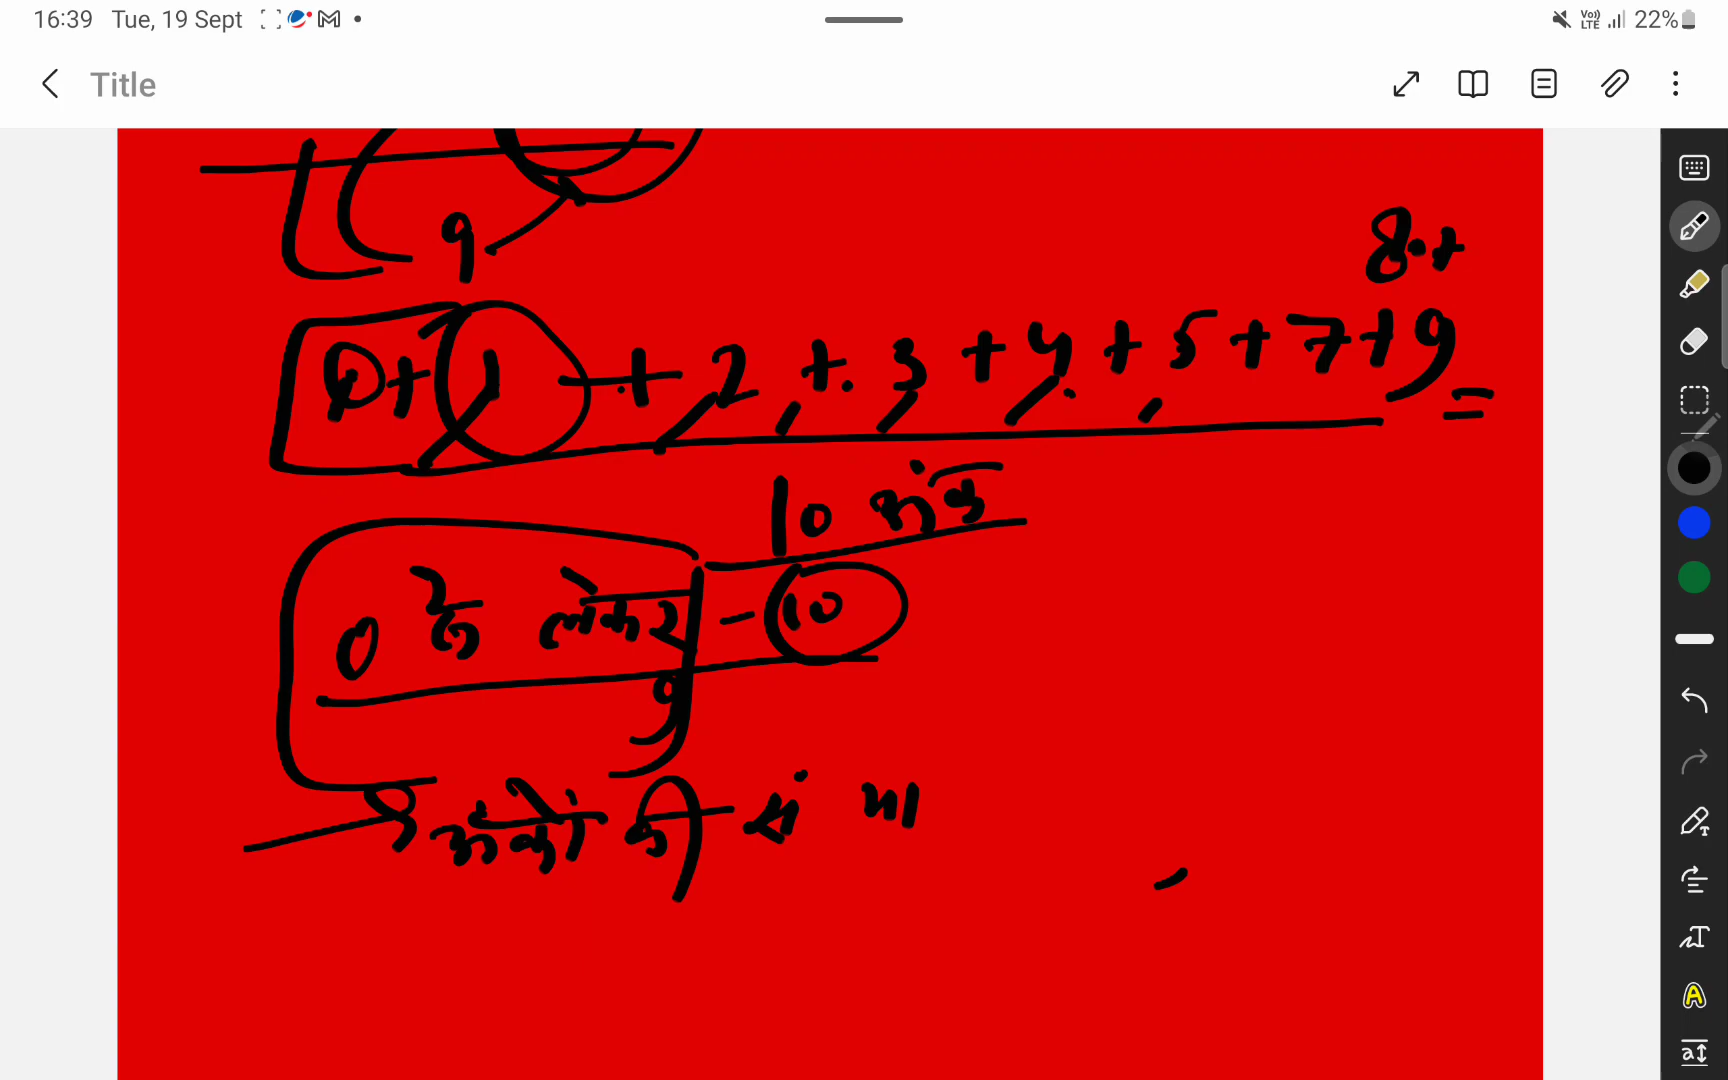 16:39 Tue, 19 Sept 22%
Title
9
8+
0+1+2+3+4+5+7+9=
10 अंक
0 से लेकर - 10
9
अंकों की